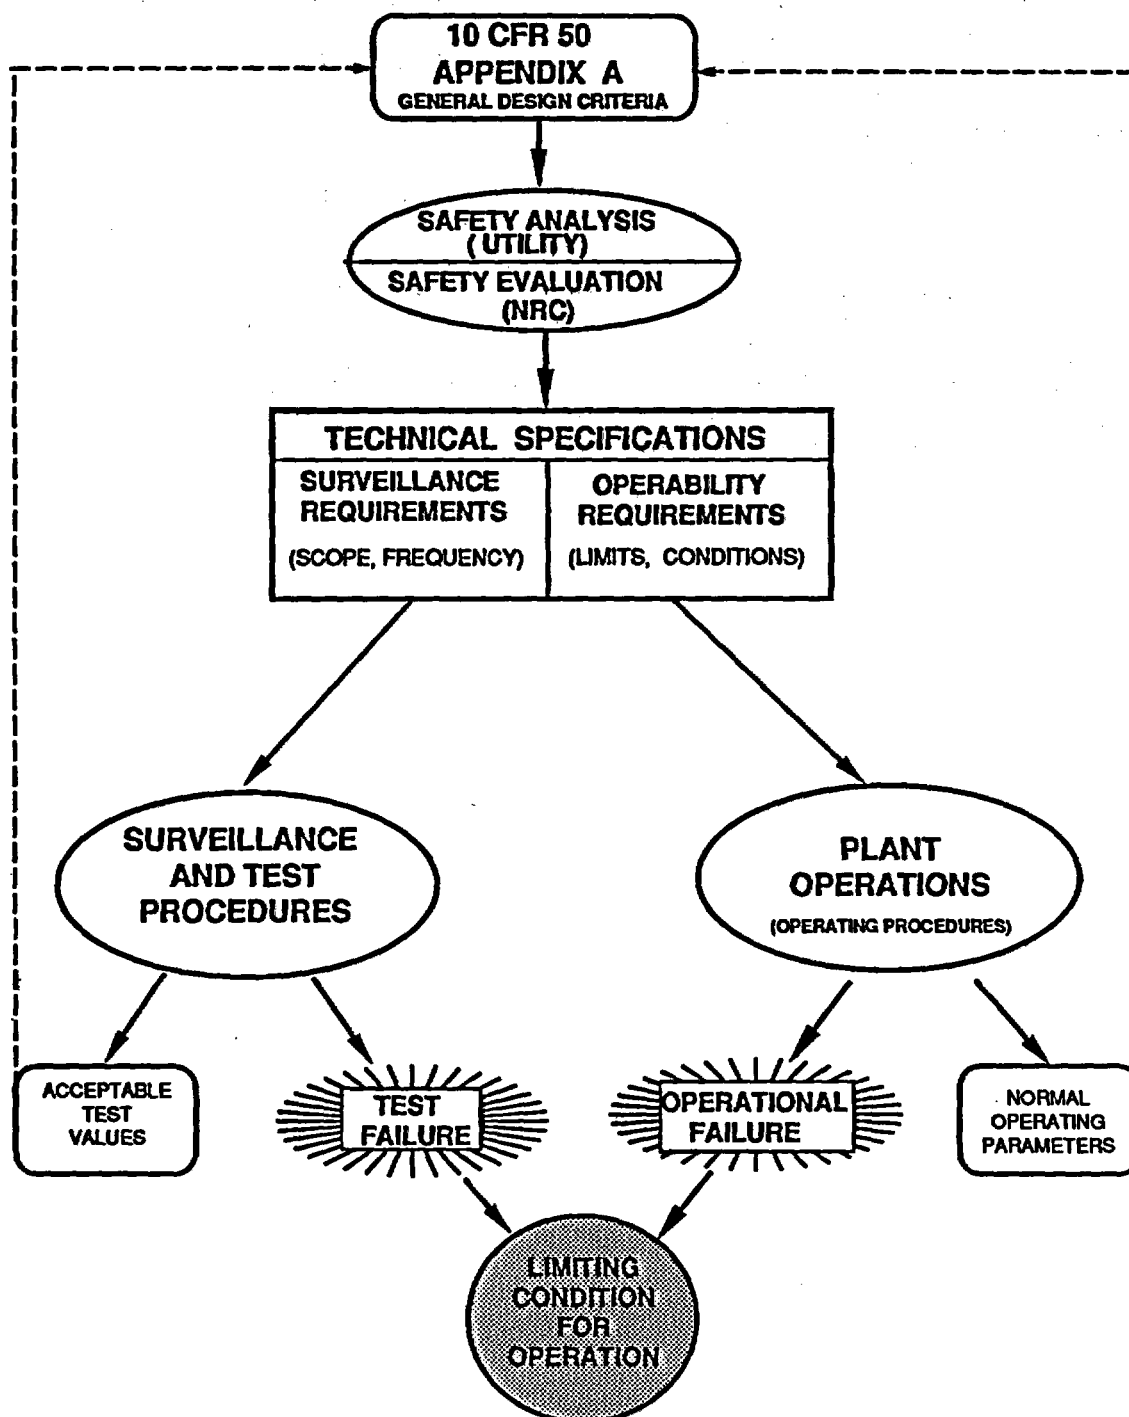 10 CFR 50
APPENDIX A
GENERAL DESIGN CRITERIA
SAFETY ANALYSIS
( UTILITY)
SAFETY EVALUATION
(NRC)
TECHNICAL SPECIFICATIONS
SURVEILLANCE
REQUIREMENTS
(SCOPE, FREQUENCY)
OPERABILITY
REQUIREMENTS
(LIMITS, CONDITIONS)
SURVEILLANCE
AND TEST
PROCEDURES
PLANT
OPERATIONS
(OPERATING PROCEDURES)
ACCEPTABLE
TEST
VALUES
TEST
FAILURE
OPERATIONAL
FAILURE
NORMAL
OPERATING
PARAMETERS
LIMITING
CONDITION
FOR
OPERATION